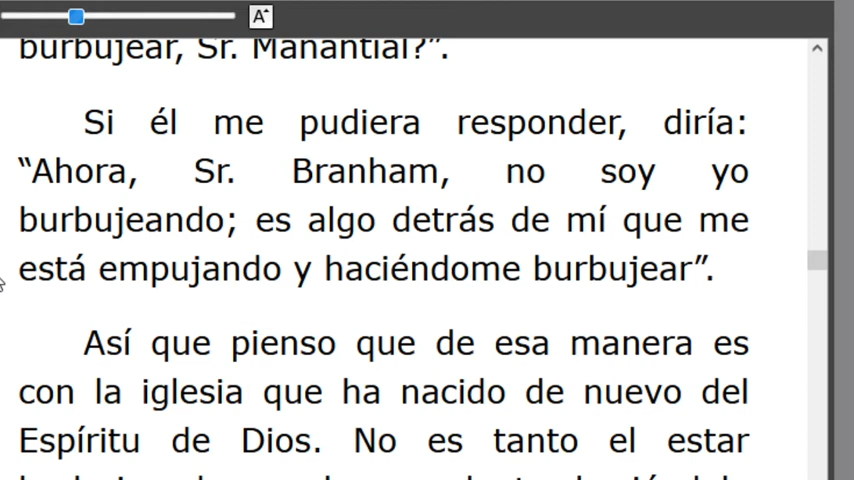 A
burbujear, Sr. Manantial?”.
Si él me pudiera responder, diría:
“Ahora, Sr. Branham, no soy yo
burbujeando; es algo detrás de mí que me
está empujando y haciéndome burbujear”.
Así que pienso que de esa manera es
con la iglesia que ha nacido de nuevo del
Espíritu de Dios. No es tanto el estar